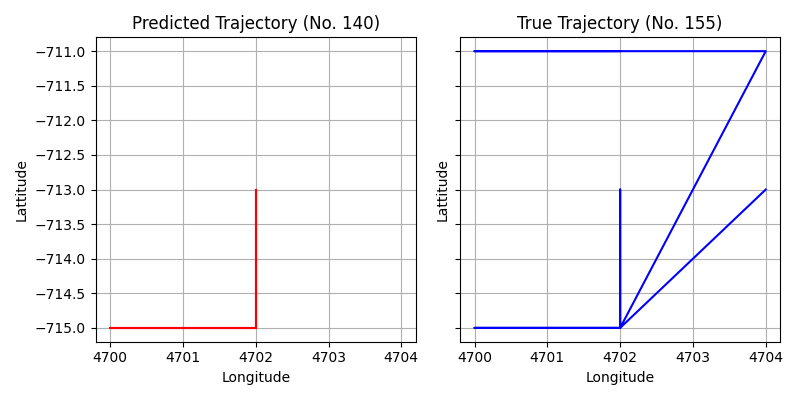 Predicted Trajectory (No. 140)
−711.0
−711.5
−712.0
−712.5
−713.0
−713.5
−714.0
−714.5
−715.0
Lattitude
4700 4701 4702 4703 4704
Longitude
True Trajectory (No. 155)
Lattitude
4700 4701 4702 4703 4704
Longitude